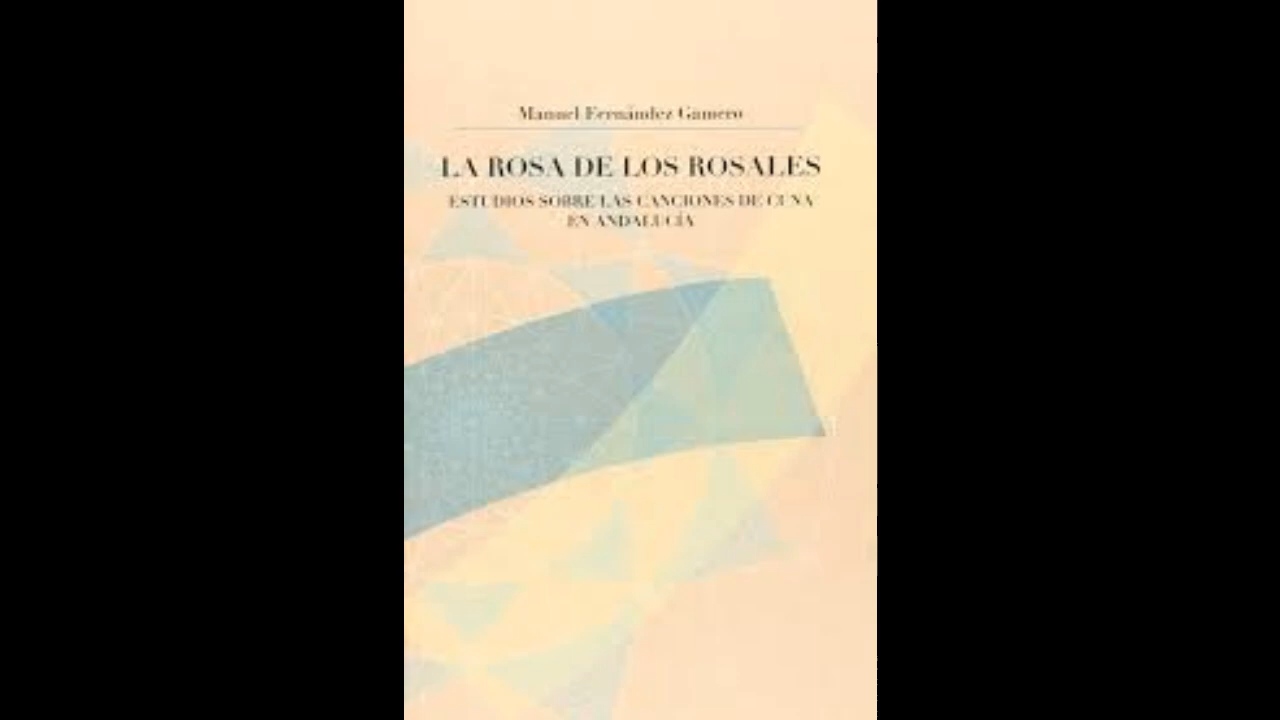 Manuel Fernández Gamero
LA ROSA DE LOS ROSALES
ESTUDIOS SOBRE LAS CANCIONES DE CUNA
EN ANDALUCÍA